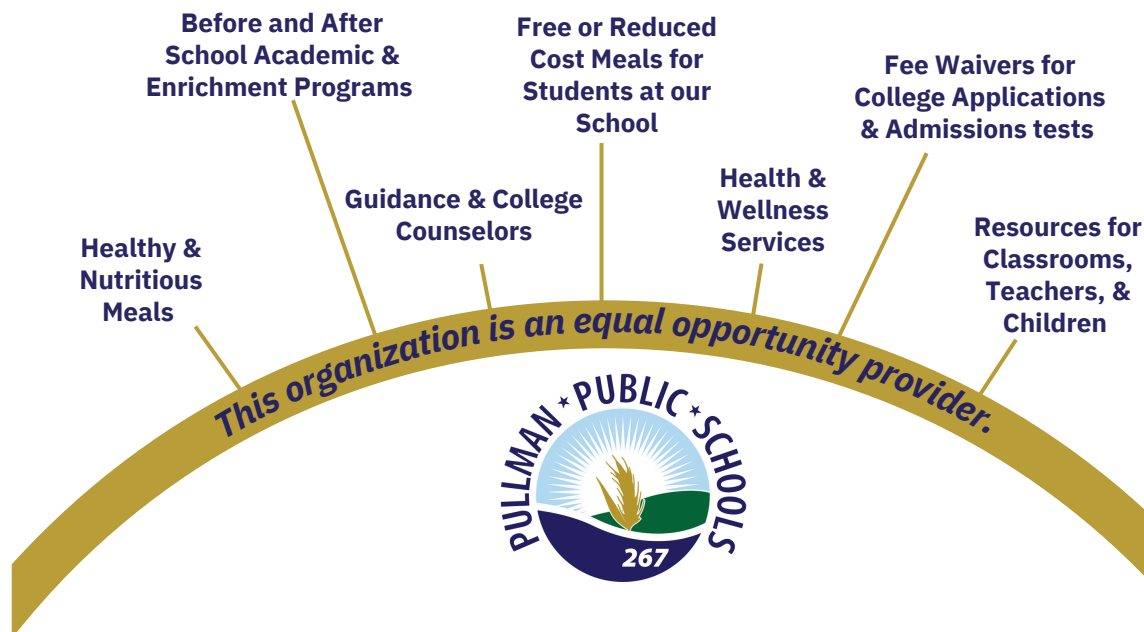 Healthy &
Nutritious
Meals
Before and After
School Academic &
Enrichment Programs
Guidance & College
Counselors
Free or Reduced
Cost Meals for
Students at our
School
Health &
Wellness
Services
Fee Waivers for
College Applications
& Admissions tests
Resources for
Classrooms,
Teachers, &
Children
This organization is an equal opportunity provider.
PULLMAN ★ PUBLIC ★ SCHOOLS
267